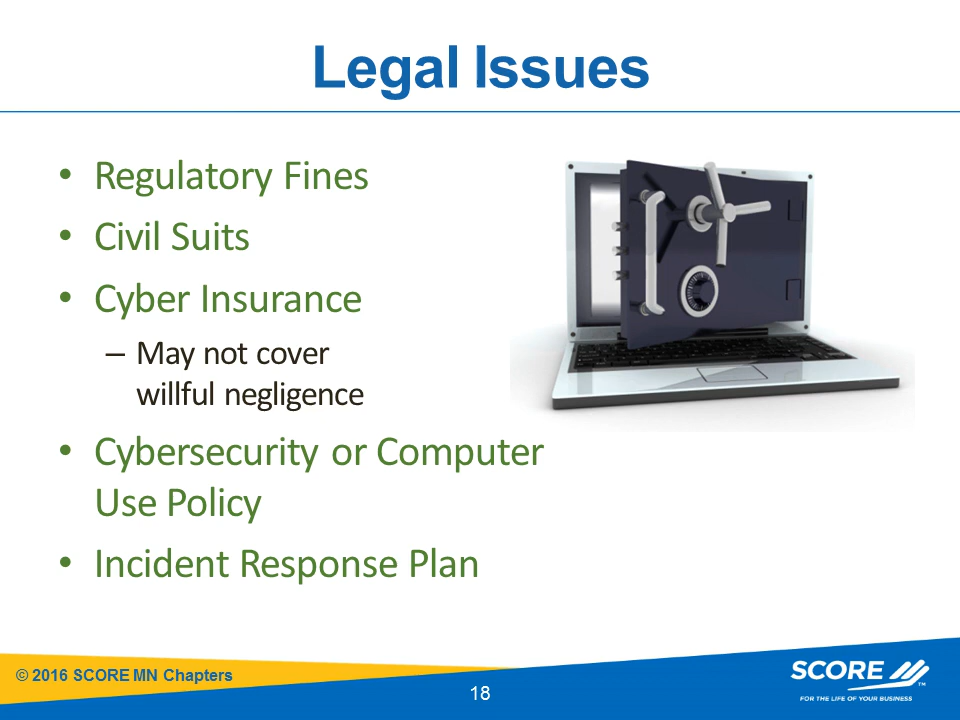 Legal Issues
• Regulatory Fines
• Civil Suits
• Cyber Insurance
– May not cover
willful negligence
• Cybersecurity or Computer
Use Policy
• Incident Response Plan
© 2016 SCORE MN Chapters
18
SCORE™
FOR THE LIFE OF YOUR BUSINESS